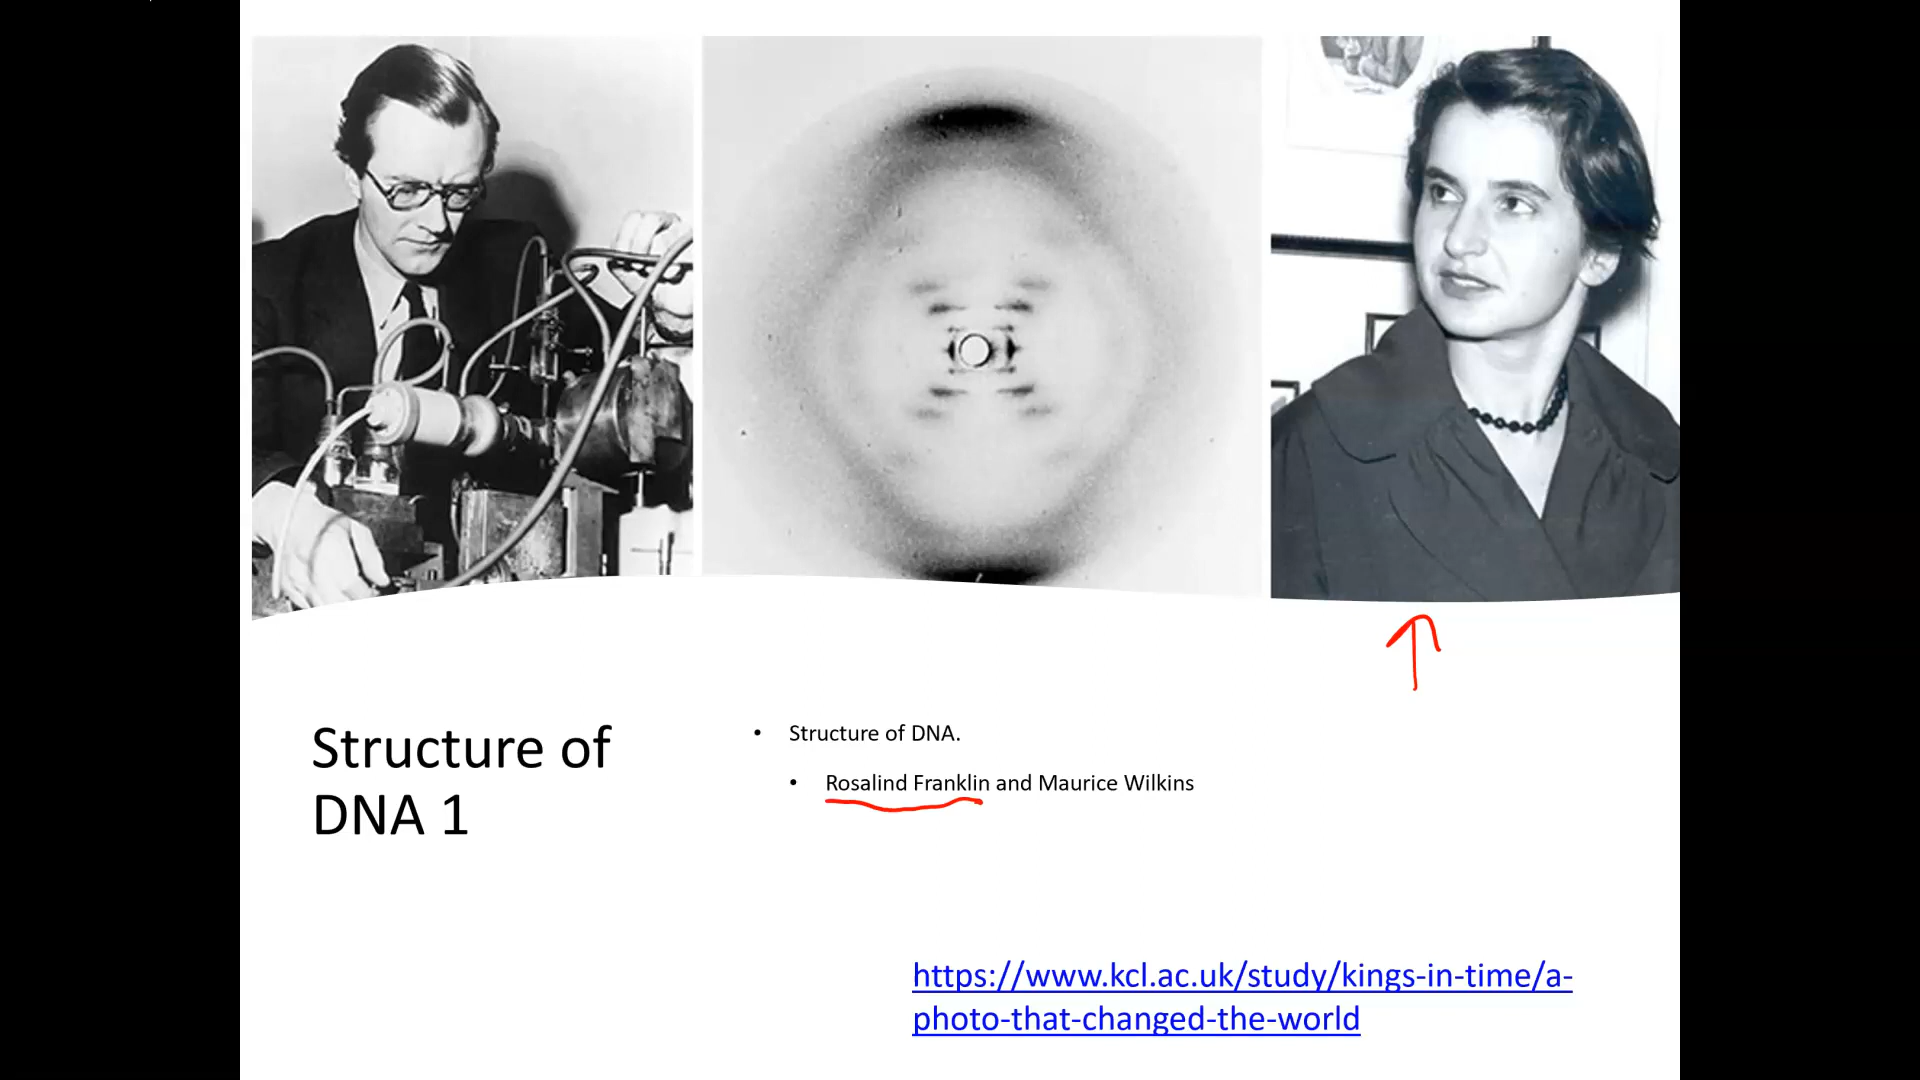 Structure of
DNA 1
• Structure of DNA.
• Rosalind Franklin and Maurice Wilkins
https://www.kcl.ac.uk/study/kings-in-time/a-
photo-that-changed-the-world